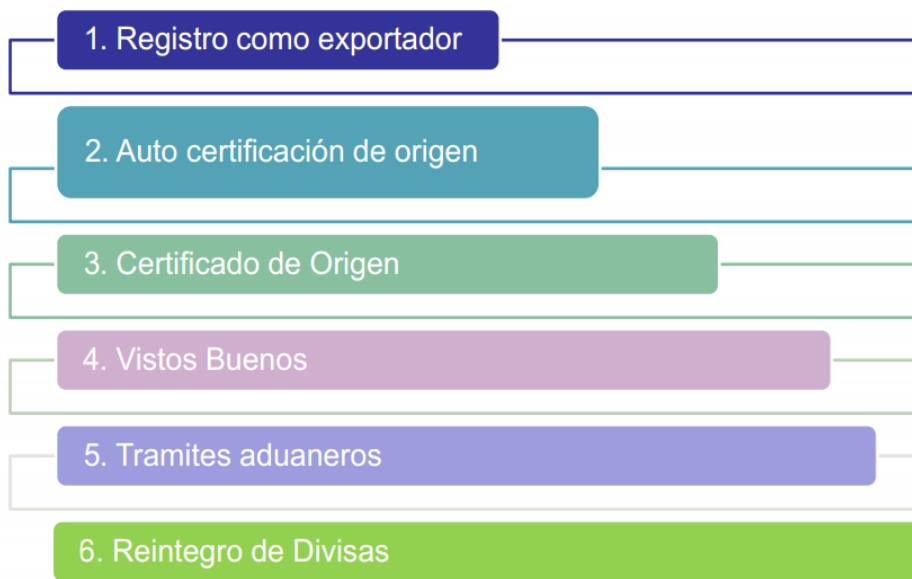 1. Registro como exportador
2. Auto certificación de origen
3. Certificado de Origen
4. Vistos Buenos
5. Tramites aduaneros
6. Reintegro de Divisas